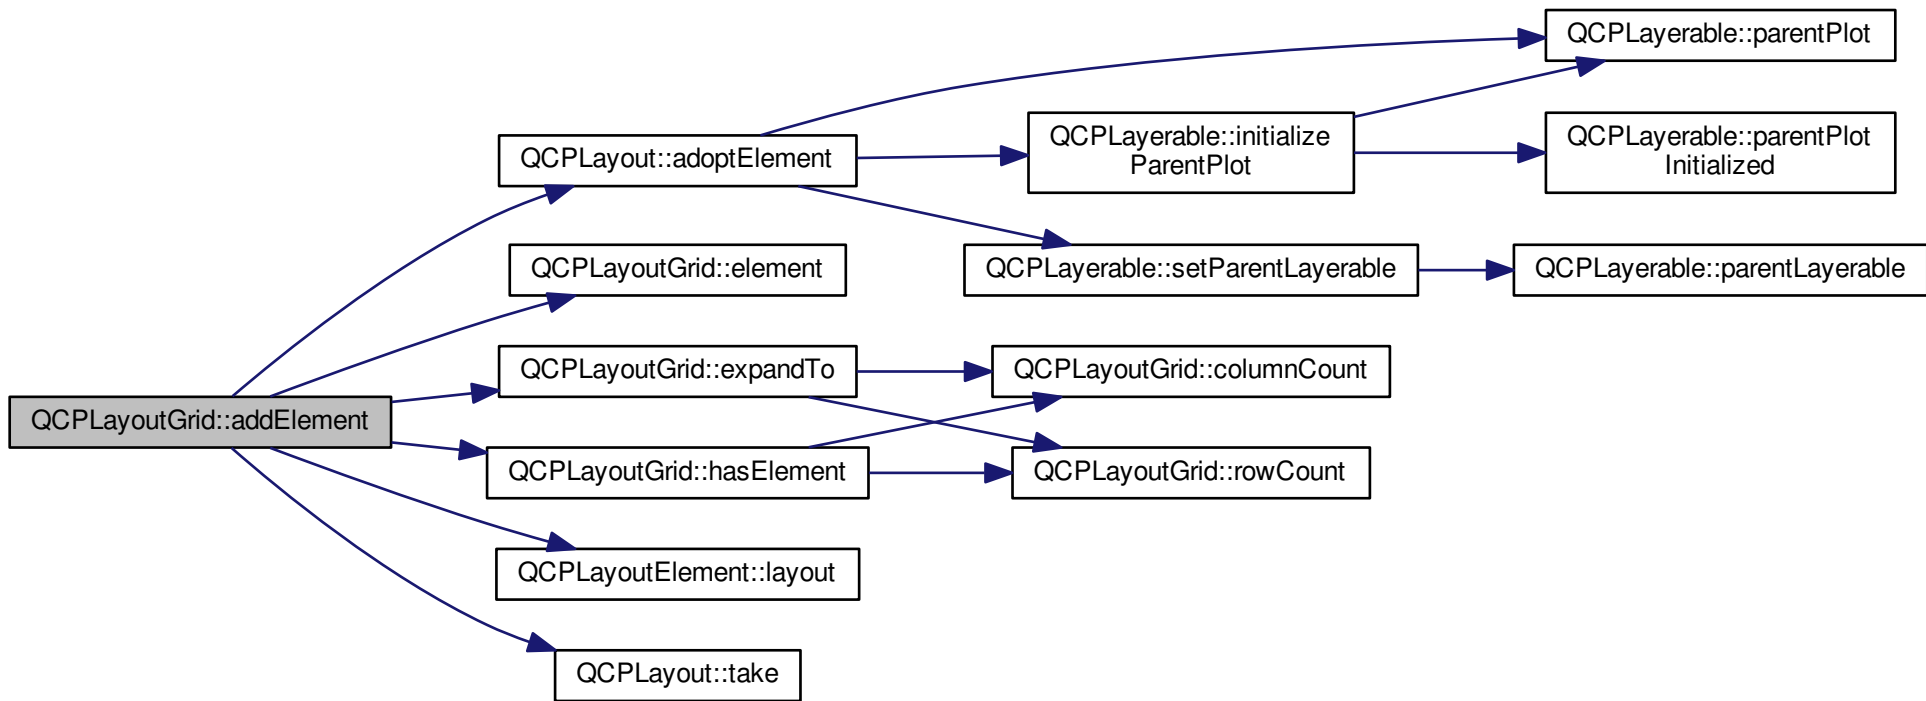 QCPLayerable::parentPlot
QCPLayerable::initialize
ParentPlot
QCPLayerable::parentPlot
Initialized
QCPLayout::adoptElement
QCPLayoutGrid::element
QCPLayerable::setParentLayerable
QCPLayerable::parentLayerable
QCPLayoutGrid::expandTo
QCPLayoutGrid::columnCount
QCPLayoutGrid::addElement
QCPLayoutGrid::hasElement
QCPLayoutGrid::rowCount
QCPLayoutElement::layout
QCPLayout::take